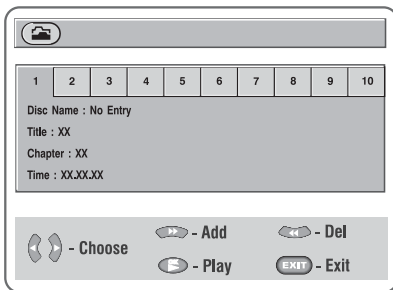 1 2 3 4 5 6 7 8 9 10
Disc Name : No Entry
Title : XX
Chapter : XX
Time : XX.XX.XX
- Choose - Add - Del
- Play EXIT - Exit